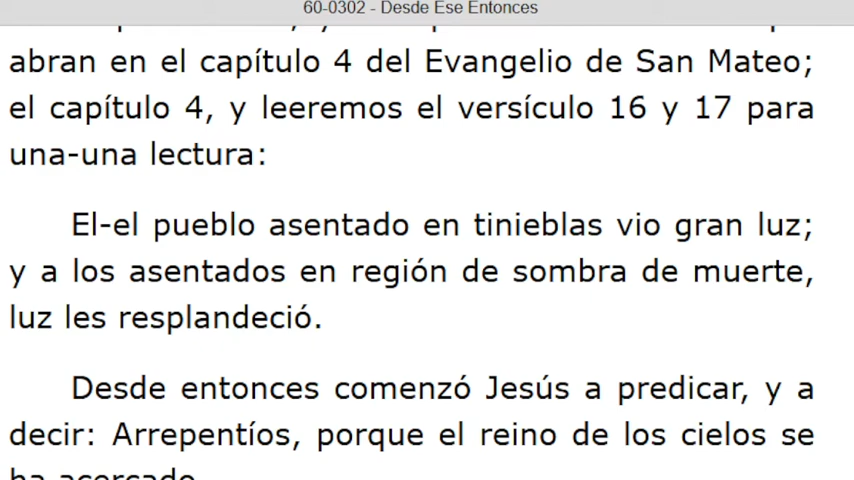 60-0302 - Desde Ese Entonces
abran en el capítulo 4 del Evangelio de San Mateo;
el capítulo 4, y leeremos el versículo 16 y 17 para
una-una lectura:
El-el pueblo asentado en tinieblas vio gran luz;
y a los asentados en región de sombra de muerte,
luz les resplandeció.
Desde entonces comenzó Jesús a predicar, y a
decir: Arrepentíos, porque el reino de los cielos se
ha acercado.